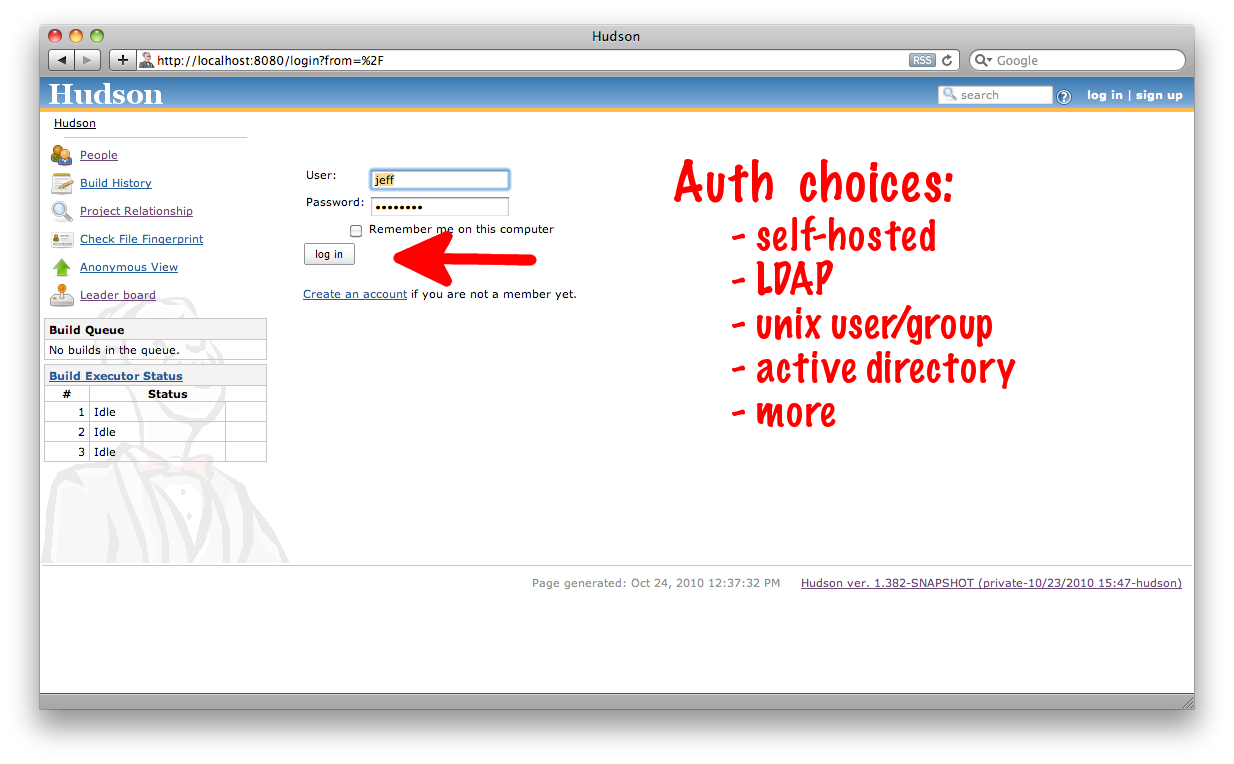 Hudson
http://localhost:8080/login?from=%2F
RSS
Google
Hudson
search
?
log in | sign up
Hudson
People
Build History
Project Relationship
Check File Fingerprint
Anonymous View
Leader board
Build Queue
No builds in the queue.
Build Executor Status
# Status
1 Idle
2 Idle
3 Idle
User: jeff
Password: ••••••••
Remember me on this computer
log in
Create an account if you are not a member yet.
Auth choices:
- self-hosted
- LDAP
- unix user/group
- active directory
- more
Page generated: Oct 24, 2010 12:37:32 PM
Hudson ver. 1.382-SNAPSHOT (private-10/23/2010 15:47-hudson)